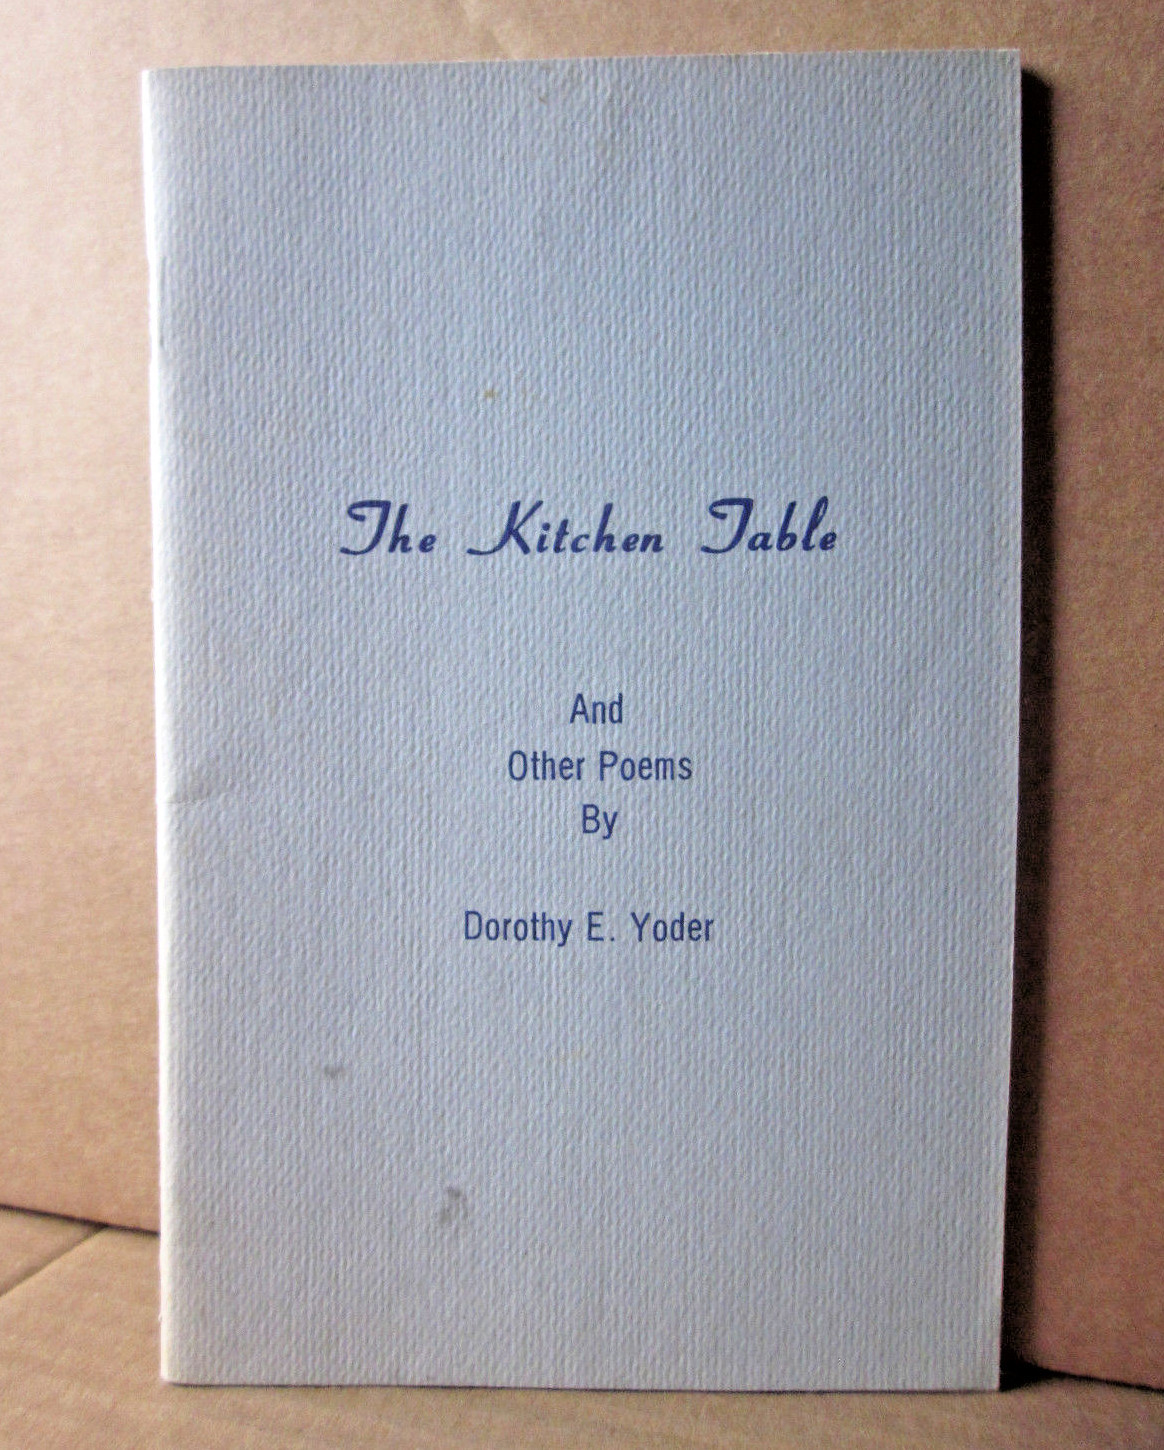 The Kitchen Table
And
Other Poems
By
Dorothy E. Yoder